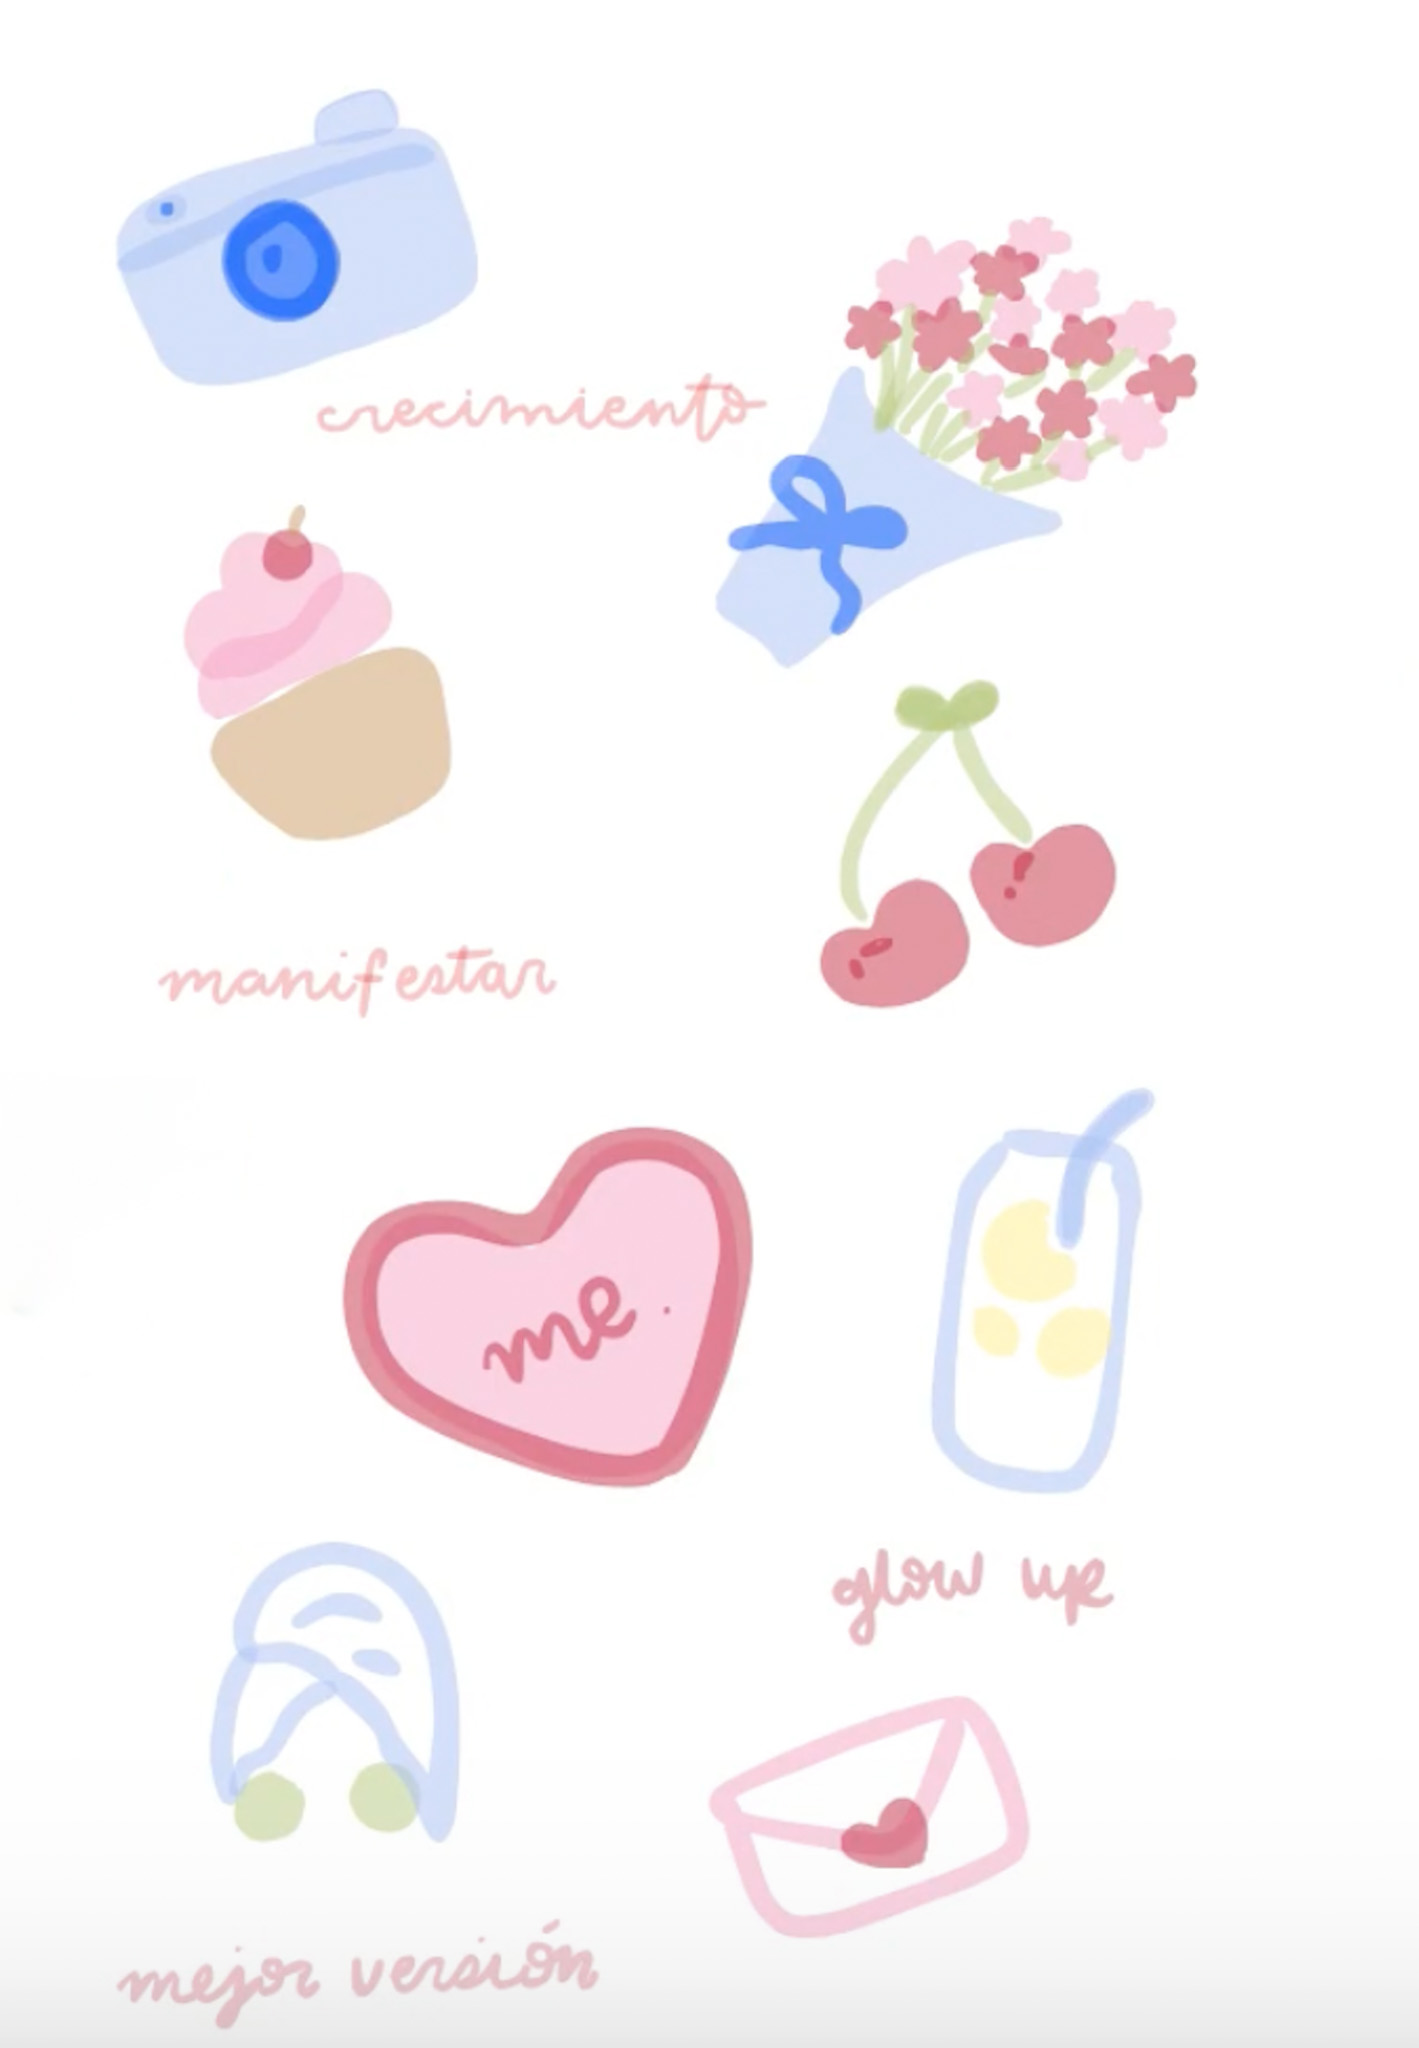 crecimiento
manifestar
me.
glow up
mejor versión